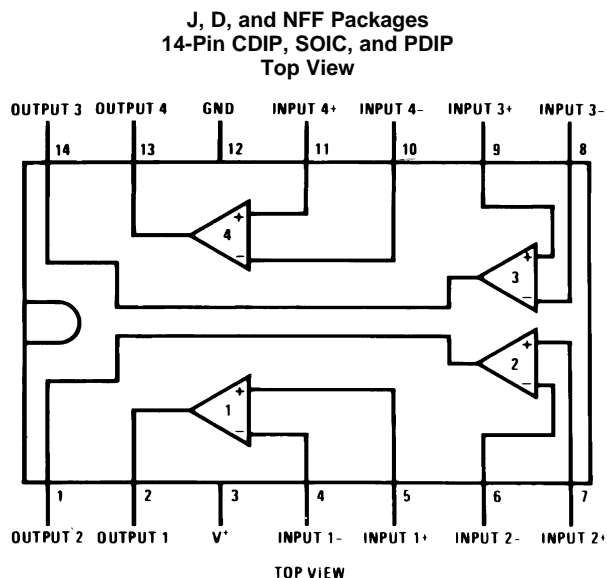 J, D, and NFF Packages
14-Pin CDIP, SOIC, and PDIP
Top View
OUTPUT 3 OUTPUT 4 GND INPUT 4+ INPUT 4- INPUT 3+ INPUT 3-
14 13 12 11 10 9 8
+
4
-
+
3
-
+
2
-
+
1
-
1 2 3 4 5 6 7
OUTPUT 2 OUTPUT 1 V+ INPUT 1- INPUT 1+ INPUT 2- INPUT 2+
TOP VIEW